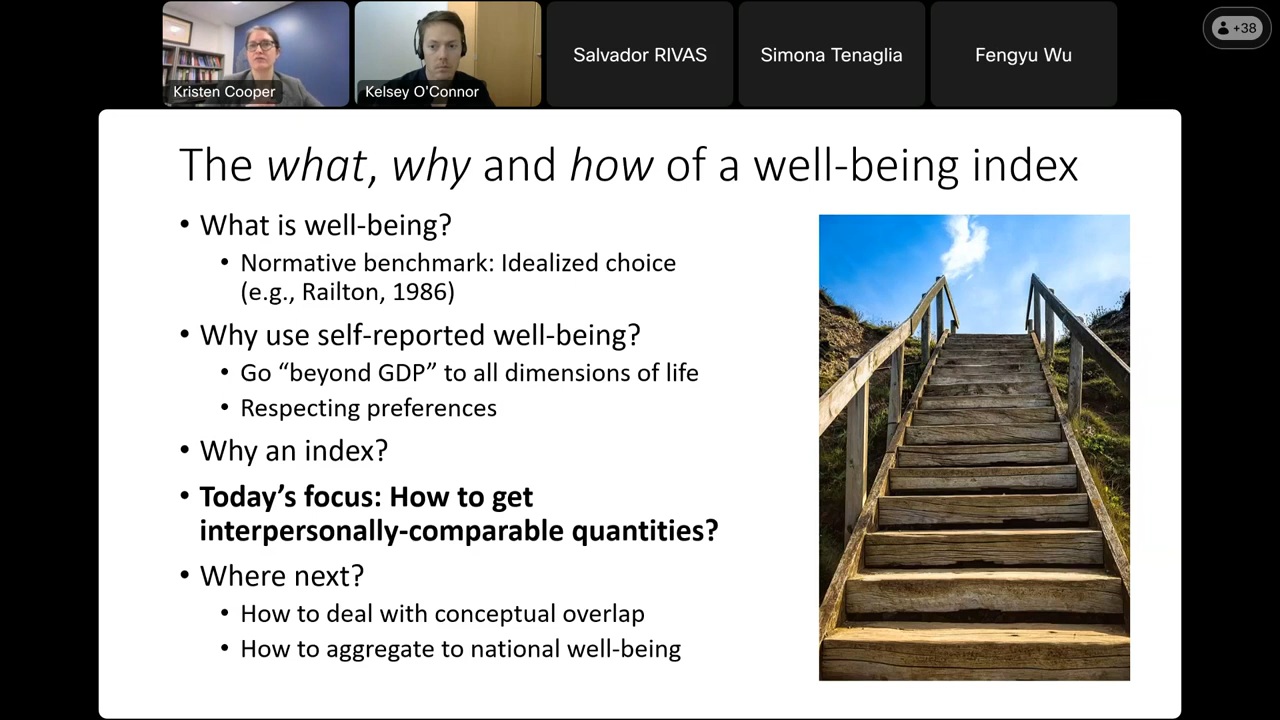 Kristen Cooper
Kelsey O'Connor
Salvador RIVAS
Simona Tenaglia
Fengyu Wu
+38
The what, why and how of a well-being index
• What is well-being?
• Normative benchmark: Idealized choice
(e.g., Railton, 1986)
• Why use self-reported well-being?
• Go “beyond GDP” to all dimensions of life
• Respecting preferences
• Why an index?
• Today’s focus: How to get
interpersonally-comparable quantities?
• Where next?
• How to deal with conceptual overlap
• How to aggregate to national well-being